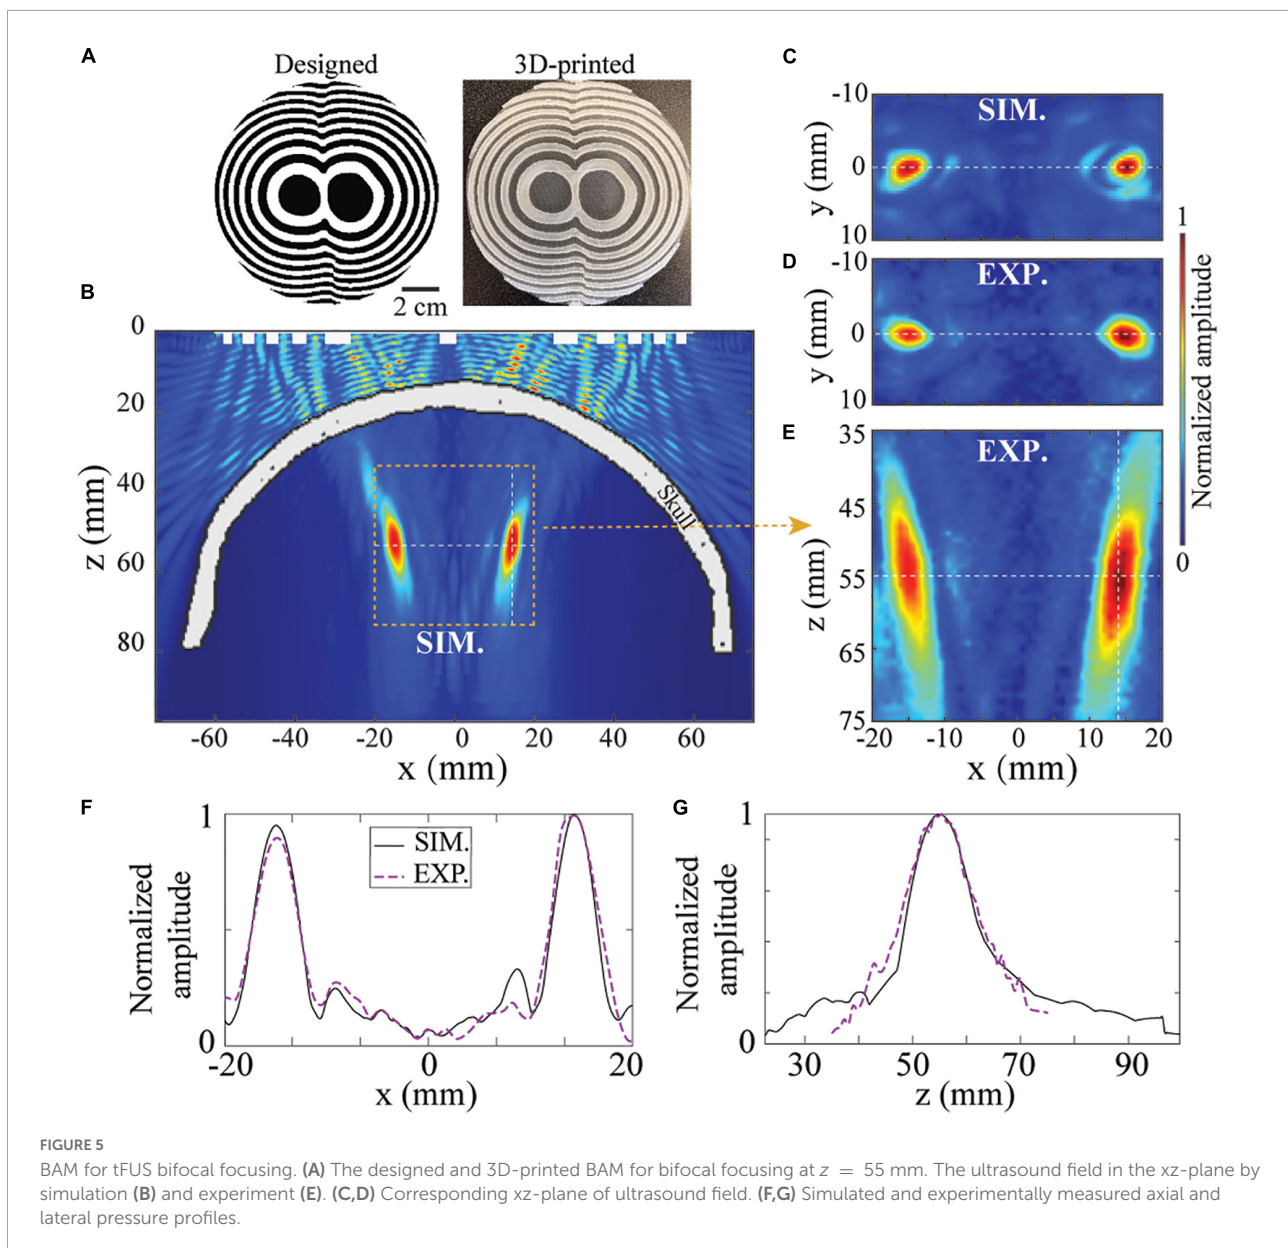 A
Designed
3D-printed
2 cm
B
0
20
40
60
80
z (mm)
-60
-40
-20
0
20
40
60
x (mm)
Skull
SIM.
C
-10
0
10
y (mm)
SIM.
D
-10
0
10
y (mm)
EXP.
1
Normalized amplitude
0
E
35
45
55
65
75
z (mm)
EXP.
-20
-10
0
10
20
x (mm)
F
1
0
Normalized
amplitude
SIM.
EXP.
-20
0
20
x (mm)
G
1
0
Normalized
amplitude
30
50
70
90
z (mm)
FIGURE 5
BAM for tFUS bifocal focusing. (A) The designed and 3D-printed BAM for bifocal focusing at z = 55 mm. The ultrasound field in the xz-plane by
simulation (B) and experiment (E). (C,D) Corresponding xz-plane of ultrasound field. (F,G) Simulated and experimentally measured axial and
lateral pressure profiles.